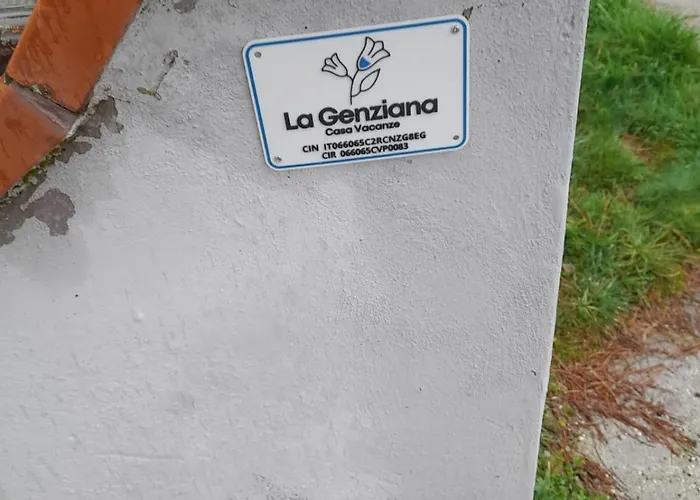 La Genziana
Casa Vacanze
CIN IT066065C2RCNZG8EG
CIR 066065CVP0083